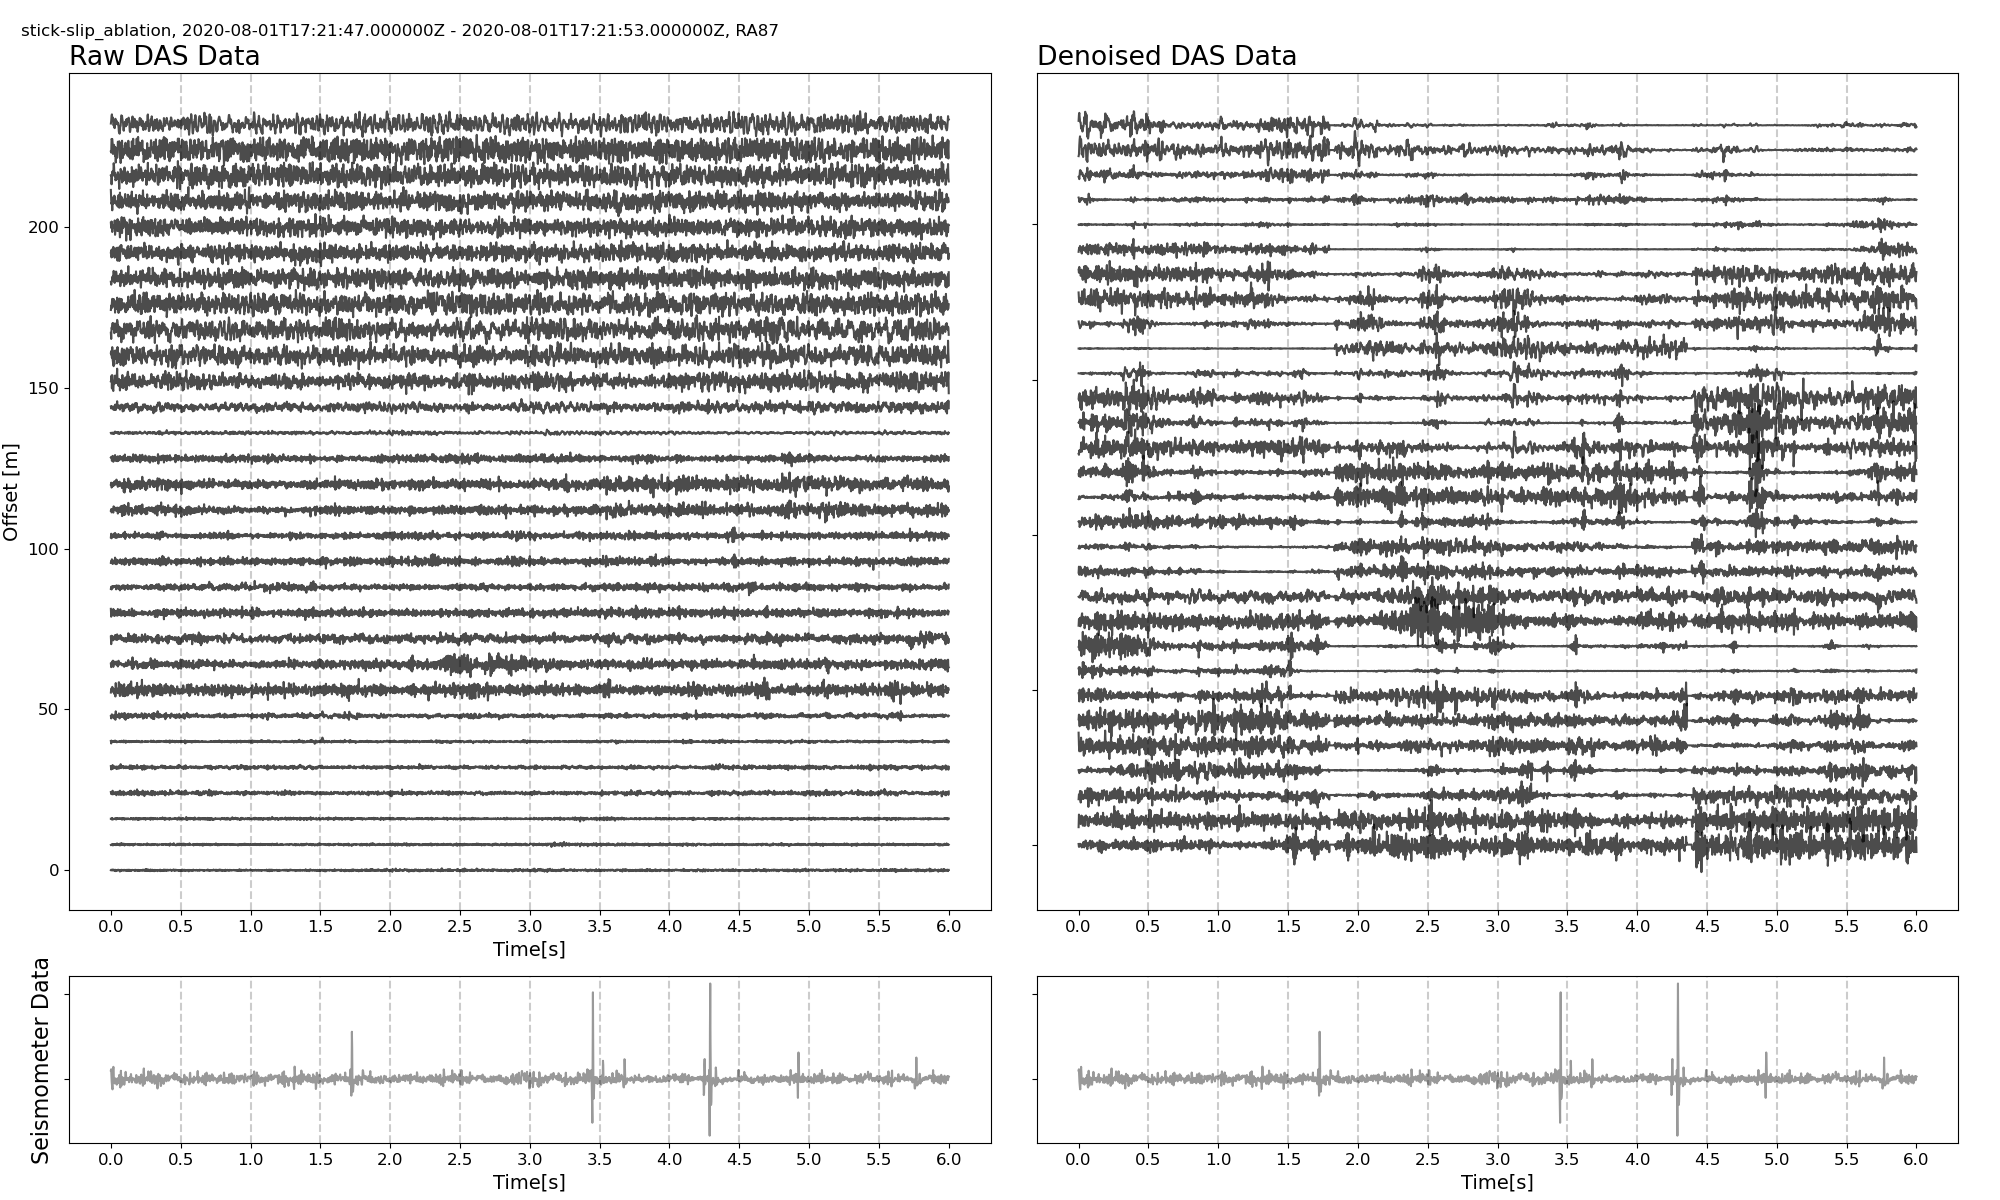 stick-slip_ablation, 2020-08-01T17:21:47.000000Z - 2020-08-01T17:21:53.000000Z, RA87
Raw DAS Data
Denoised DAS Data
Offset [m]
200
150
100
50
0
0.0 0.5 1.0 1.5 2.0 2.5 3.0 3.5 4.0 4.5 5.0 5.5 6.0
Time[s]
0.0 0.5 1.0 1.5 2.0 2.5 3.0 3.5 4.0 4.5 5.0 5.5 6.0
Seismometer Data
0.0 0.5 1.0 1.5 2.0 2.5 3.0 3.5 4.0 4.5 5.0 5.5 6.0
Time[s]
0.0 0.5 1.0 1.5 2.0 2.5 3.0 3.5 4.0 4.5 5.0 5.5 6.0
Time[s]